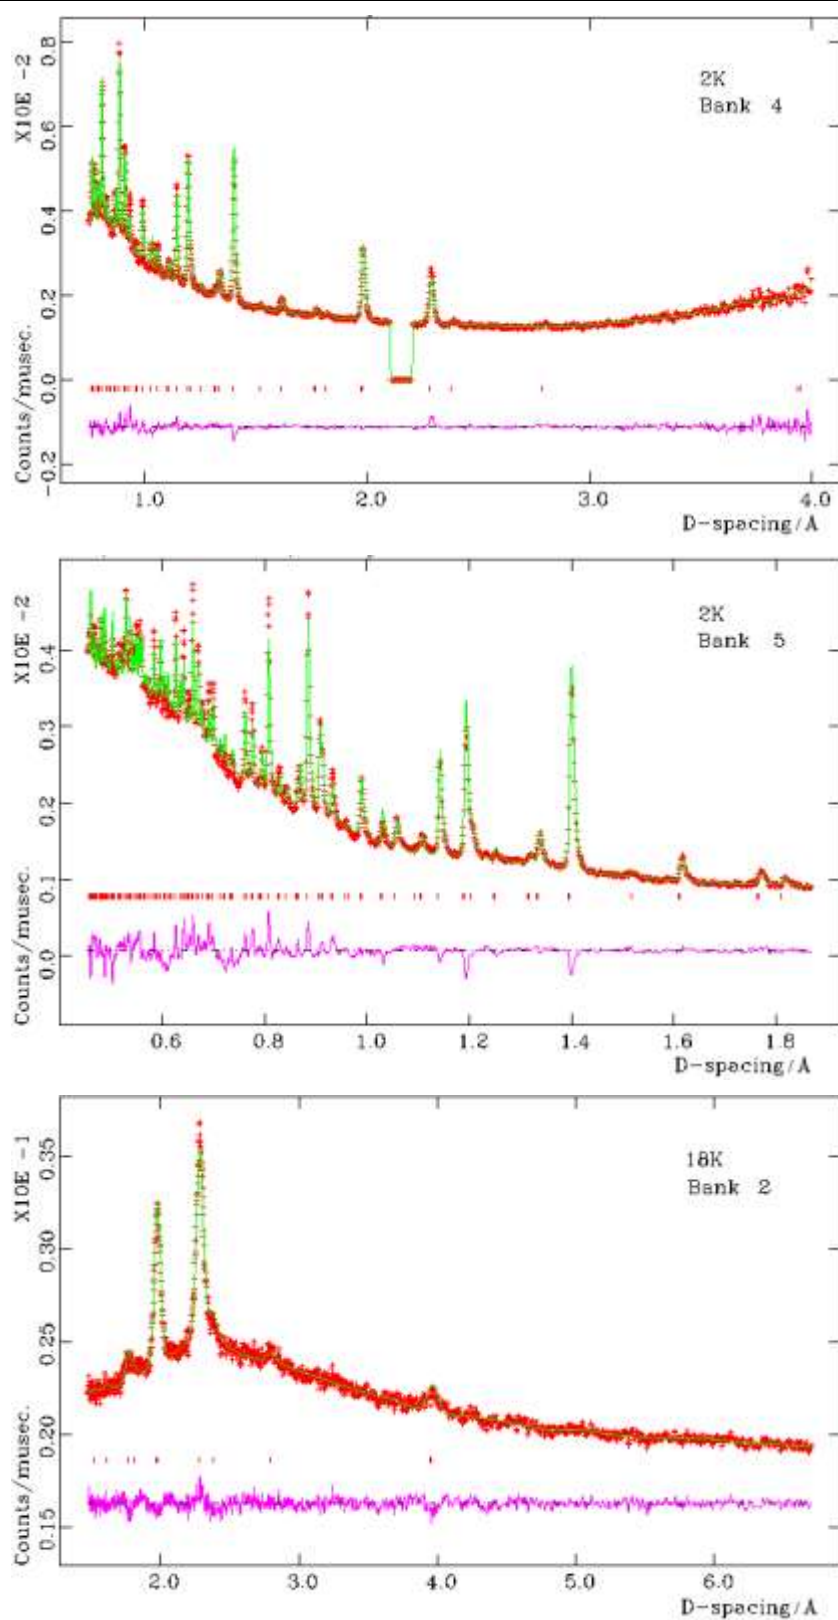 X10E -2
Counts/musec.
0.8
0.6
0.4
0.2
0.0
-0.2
2K
Bank 4
1.0 2.0 3.0 4.0
D-spacing/A
X10E -2
Counts/musec.
0.4
0.3
0.2
0.1
0.0
2K
Bank 5
0.6 0.8 1.0 1.2 1.4 1.6 1.8
D-spacing/A
X10E -1
Counts/musec.
0.35
0.30
0.25
0.20
0.15
18K
Bank 2
2.0 3.0 4.0 5.0 6.0
D-spacing/A